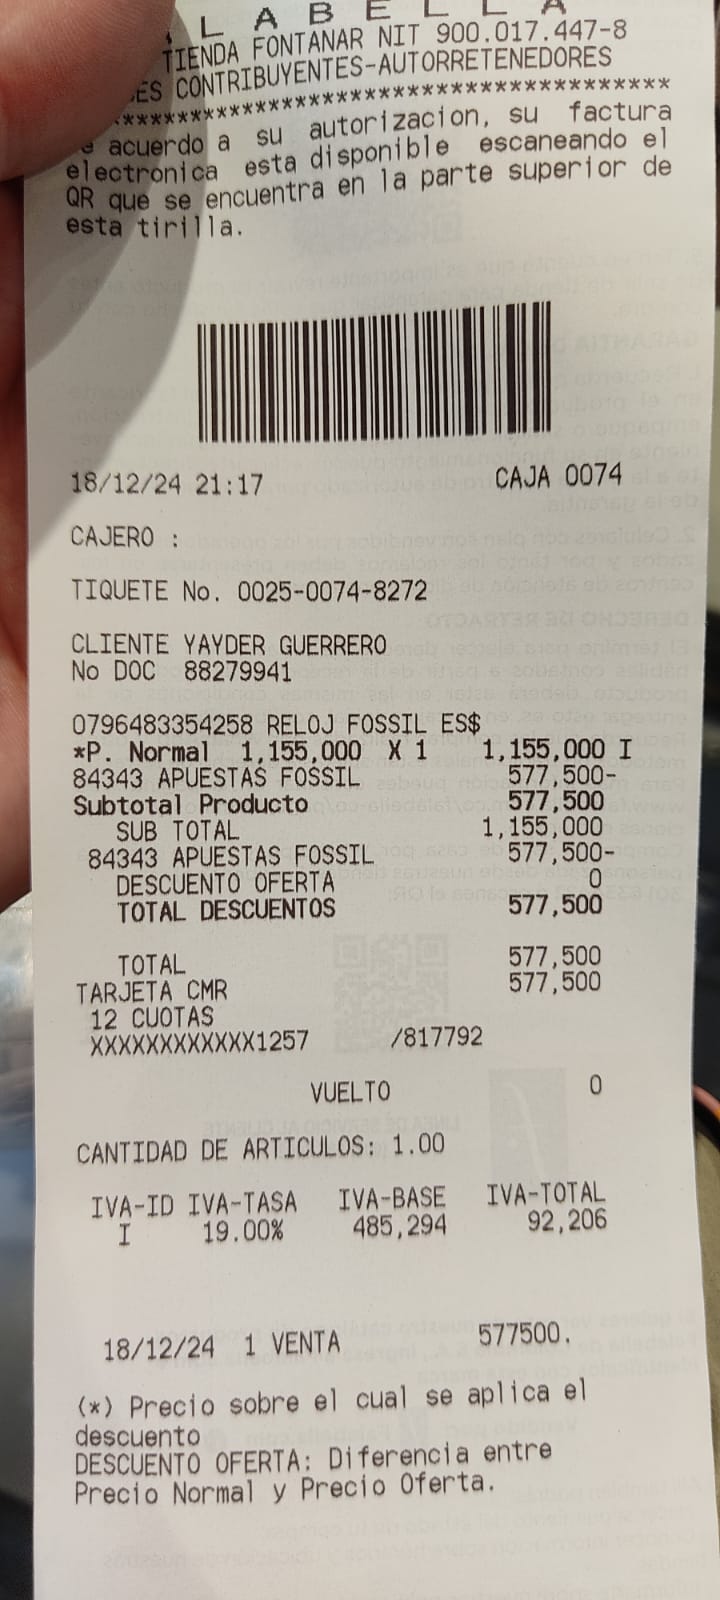 L A B E L L A
TIENDA FONTANAR NIT 900.017.447-8
ES CONTRIBUYENTES-AUTORRETENEDORES
****************************************
e acuerdo a su autorizacion, su factura
electronica esta disponible escaneando el
QR que se encuentra en la parte superior de
esta tirilla.
18/12/24 21:17 CAJA 0074
CAJERO :
TIQUETE No. 0025-0074-8272
CLIENTE YAYDER GUERRERO
No DOC 88279941
0796483354258 RELOJ FOSSIL ES$
*P. Normal 1,155,000 X 1 1,155,000 I
84343 APUESTAS FOSSIL 577,500-
Subtotal Producto 577,500
SUB TOTAL 1,155,000
84343 APUESTAS FOSSIL 577,500-
DESCUENTO OFERTA 0
TOTAL DESCUENTOS 577,500
TOTAL 577,500
TARJETA CMR 577,500
12 CUOTAS
XXXXXXXXXXXX1257 /817792
VUELTO 0
CANTIDAD DE ARTICULOS: 1.00
IVA-ID IVA-TASA IVA-BASE IVA-TOTAL
I 19.00% 485,294 92,206
18/12/24 1 VENTA 577500.
(*) Precio sobre el cual se aplica el
descuento
DESCUENTO OFERTA: Diferencia entre
Precio Normal y Precio Oferta.